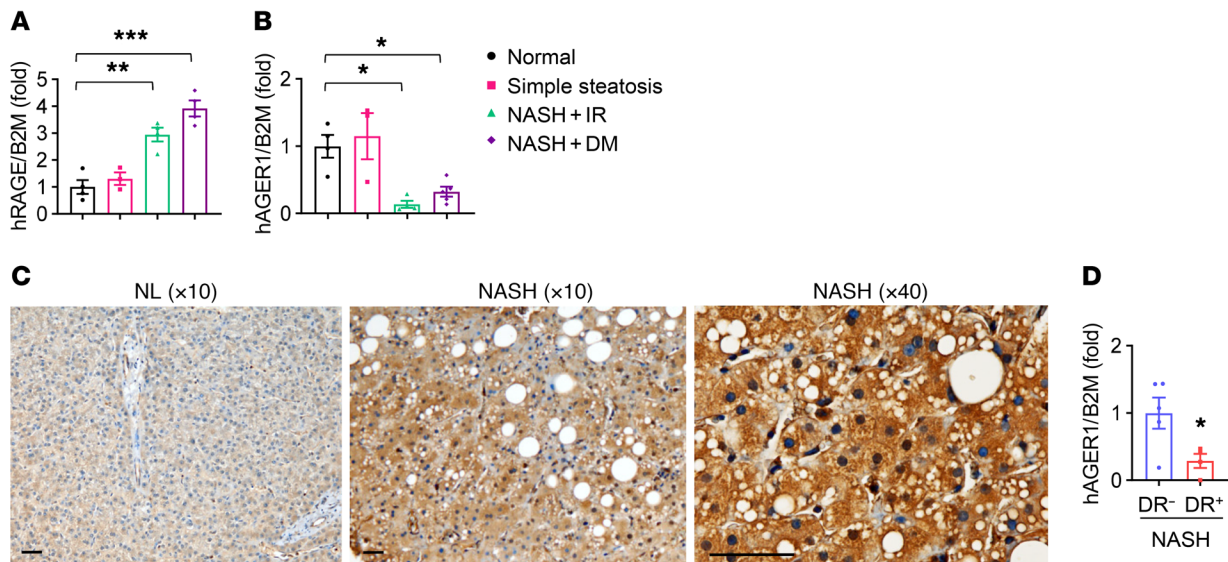 A
hRAGE/B2M (fold)
5
4
3
2
1
0
**
***
B
hAGER1/B2M (fold)
2
1
0
*
*
Normal
Simple steatosis
NASH + IR
NASH + DM
C
NL (×10)
NASH (×10)
NASH (×40)
D
hAGER1/B2M (fold)
2
1
0
*
DR⁻ DR⁺
NASH